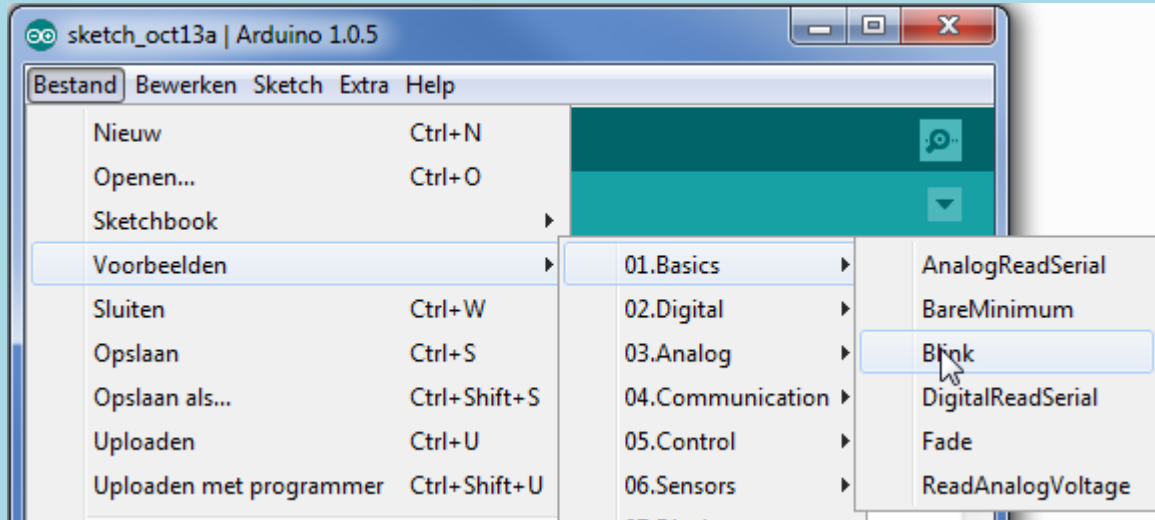 sketch_oct13a | Arduino 1.0.5
Bestand Bewerken Sketch Extra Help
Nieuw Ctrl+N
Openen... Ctrl+O
Sketchbook
Voorbeelden
Sluiten Ctrl+W
Opslaan Ctrl+S
Opslaan als... Ctrl+Shift+S
Uploaden Ctrl+U
Uploaden met programmer Ctrl+Shift+U
01.Basics
02.Digital
03.Analog
04.Communication
05.Control
06.Sensors
AnalogReadSerial
BareMinimum
Blink
DigitalReadSerial
Fade
ReadAnalogVoltage